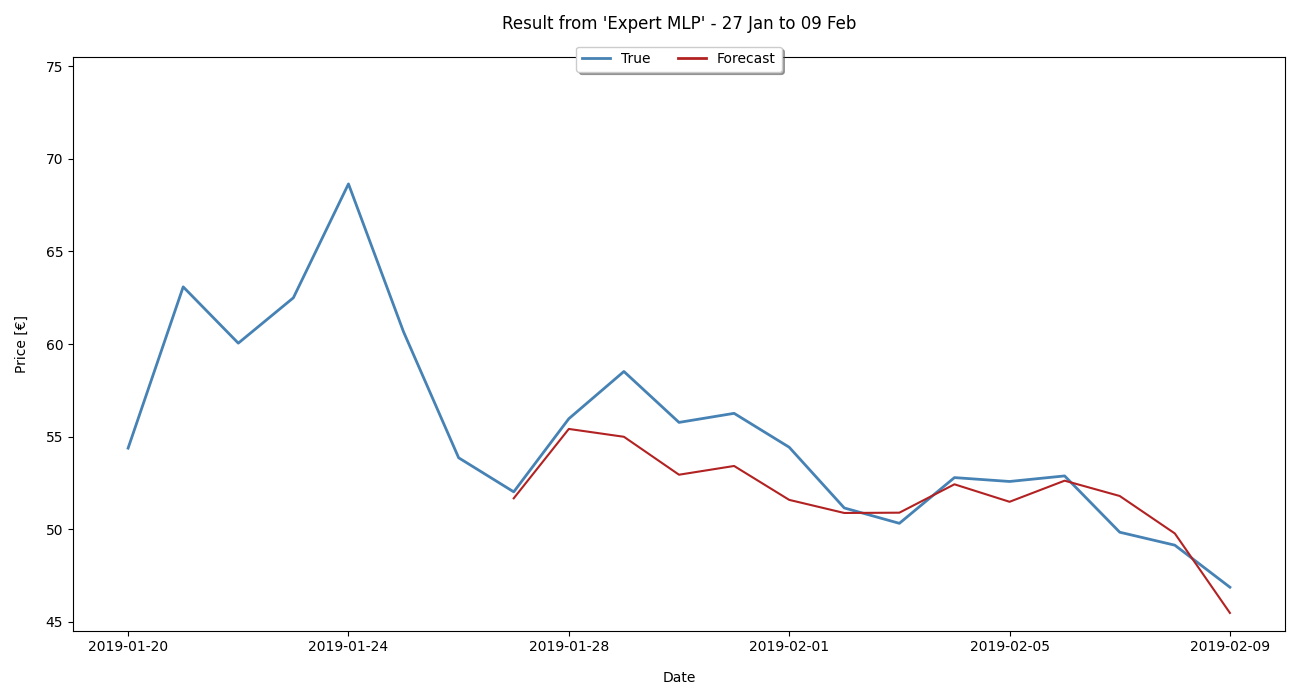 Result from 'Expert MLP' - 27 Jan to 09 Feb
True Forecast
75
70
65
60
55
50
45
Price [€]
2019-01-20 2019-01-24 2019-01-28 2019-02-01 2019-02-05 2019-02-09
Date